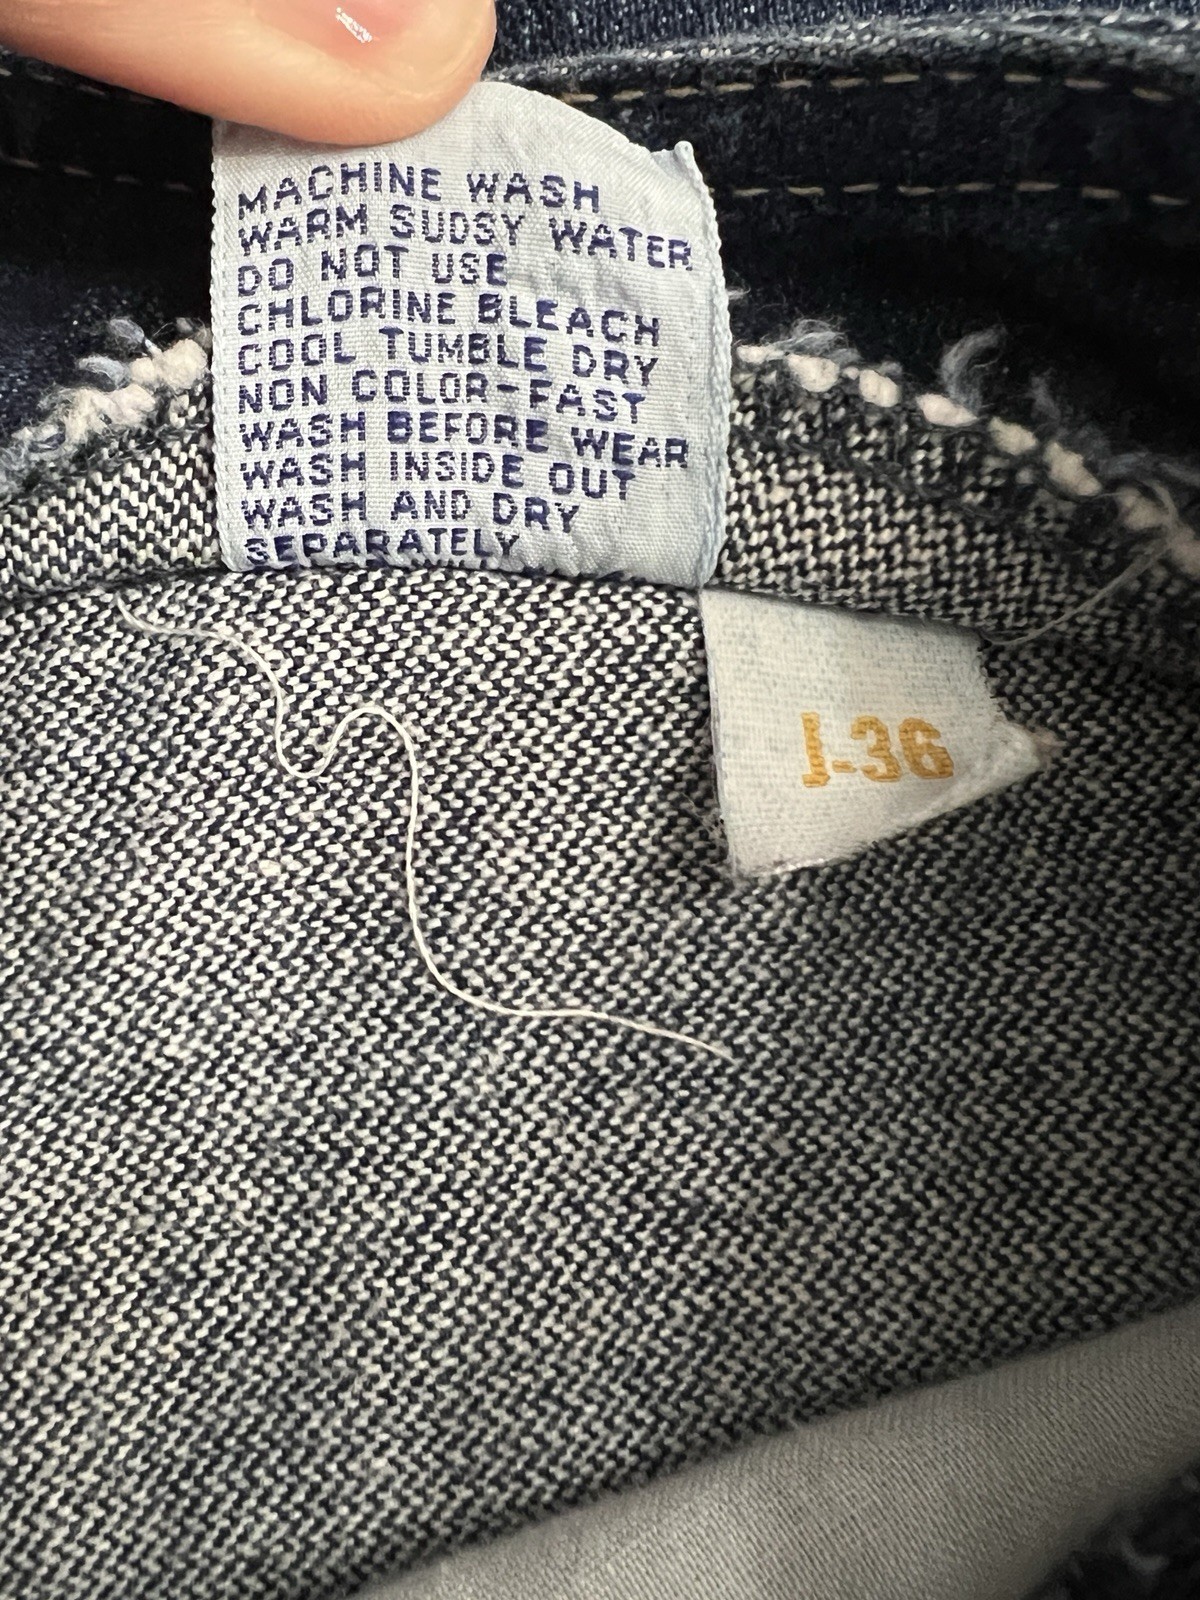 MACHINE WASH
WARM SUDSY WATER
DO NOT USE
CHLORINE BLEACH
COOL TUMBLE DRY
NON COLOR-FAST
WASH BEFORE WEAR
WASH INSIDE OUT
WASH AND DRY
SEPARATELY
J-36